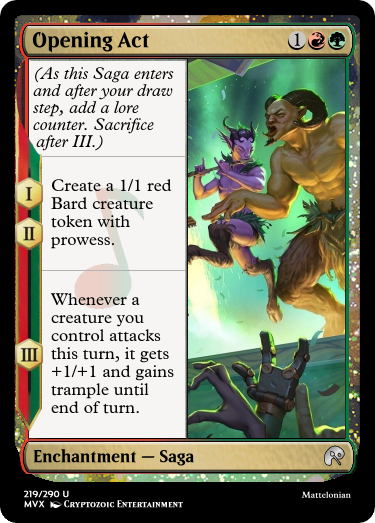 Opening Act 1
(As this Saga enters
and after your draw
step, add a lore
counter. Sacrifice
after III.)
I
II
Create a 1/1 red
Bard creature
token with
prowess.
III
Whenever a
creature you
control attacks
this turn, it gets
+1/+1 and gains
trample until
end of turn.
Enchantment — Saga
219/290 U
MVX Cryptozoic Entertainment
Mattelonian